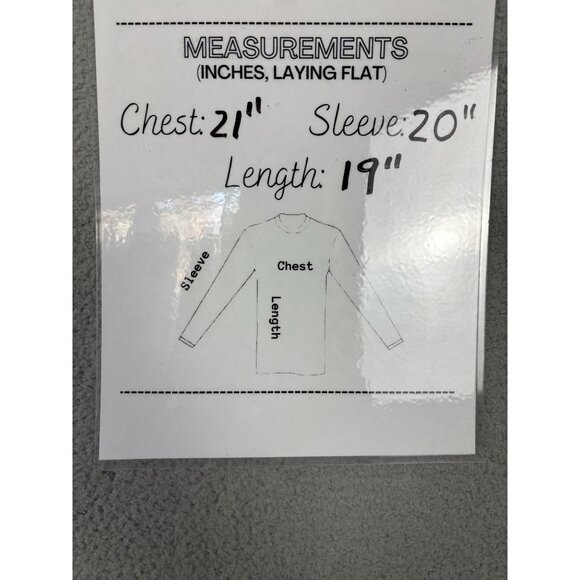 MEASUREMENTS
(INCHES, LAYING FLAT)
Chest: 21" Sleeve: 20"
Length: 19"
Sleeve
Chest
Length